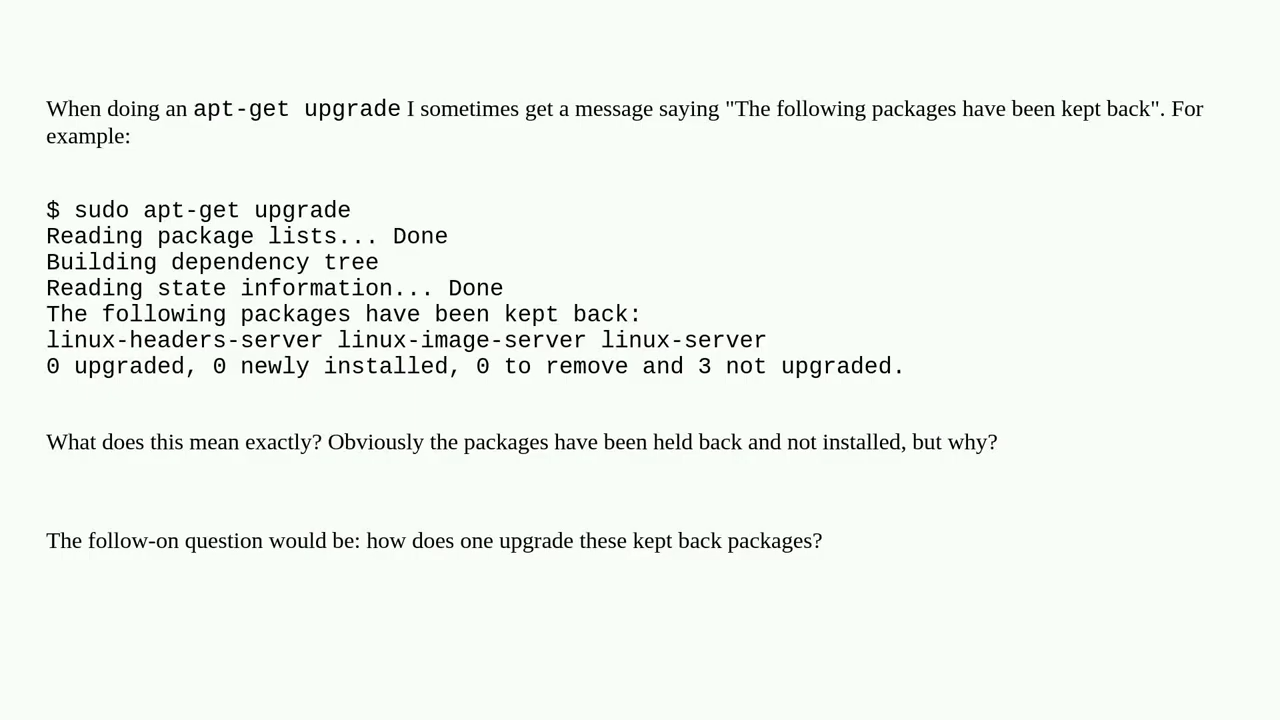 When doing an apt-get upgrade I sometimes get a message saying "The following packages have been kept back". For
example:
$ sudo apt-get upgrade
Reading package lists... Done
Building dependency tree
Reading state information... Done
The following packages have been kept back:
linux-headers-server linux-image-server linux-server
0 upgraded, 0 newly installed, 0 to remove and 3 not upgraded.
What does this mean exactly? Obviously the packages have been held back and not installed, but why?
The follow-on question would be: how does one upgrade these kept back packages?